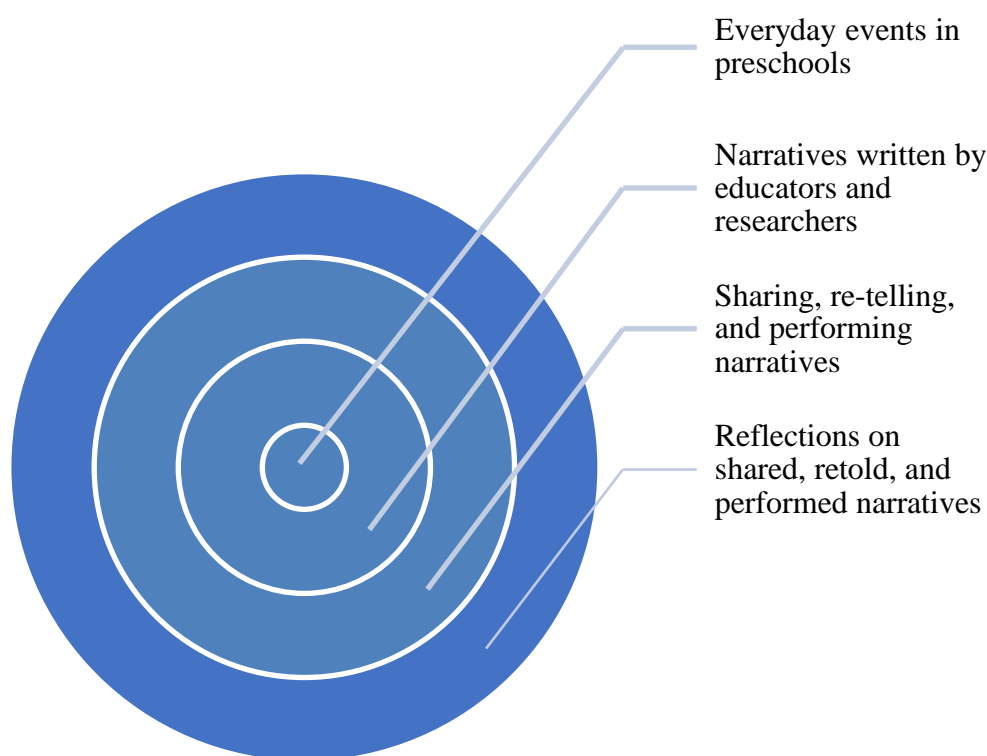 Everyday events in
preschools
Narratives written by
educators and
researchers
Sharing, re-telling,
and performing
narratives
Reflections on
shared, retold, and
performed narratives